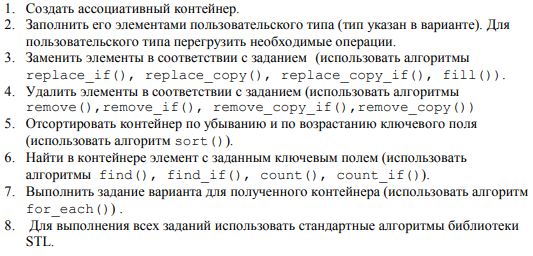 1. Создать ассоциативный контейнер.
2. Заполнить его элементами пользовательского типа (тип указан в варианте). Для
пользовательского типа перегрузить необходимые операции.
3. Заменить элементы в соответствии с заданием (использовать алгоритмы
replace_if(), replace_copy(), replace_copy_if(), fill()).
4. Удалить элементы в соответствии с заданием (использовать алгоритмы
remove(),remove_if(), remove_copy_if(),remove_copy())
5. Отсортировать контейнер по убыванию и по возрастанию ключевого поля
(использовать алгоритм sort()).
6. Найти в контейнере элемент с заданным ключевым полем (использовать
алгоритмы find(), find_if(), count(), count_if()).
7. Выполнить задание варианта для полученного контейнера (использовать алгоритм
for_each()) .
8. Для выполнения всех заданий использовать стандартные алгоритмы библиотеки
STL.